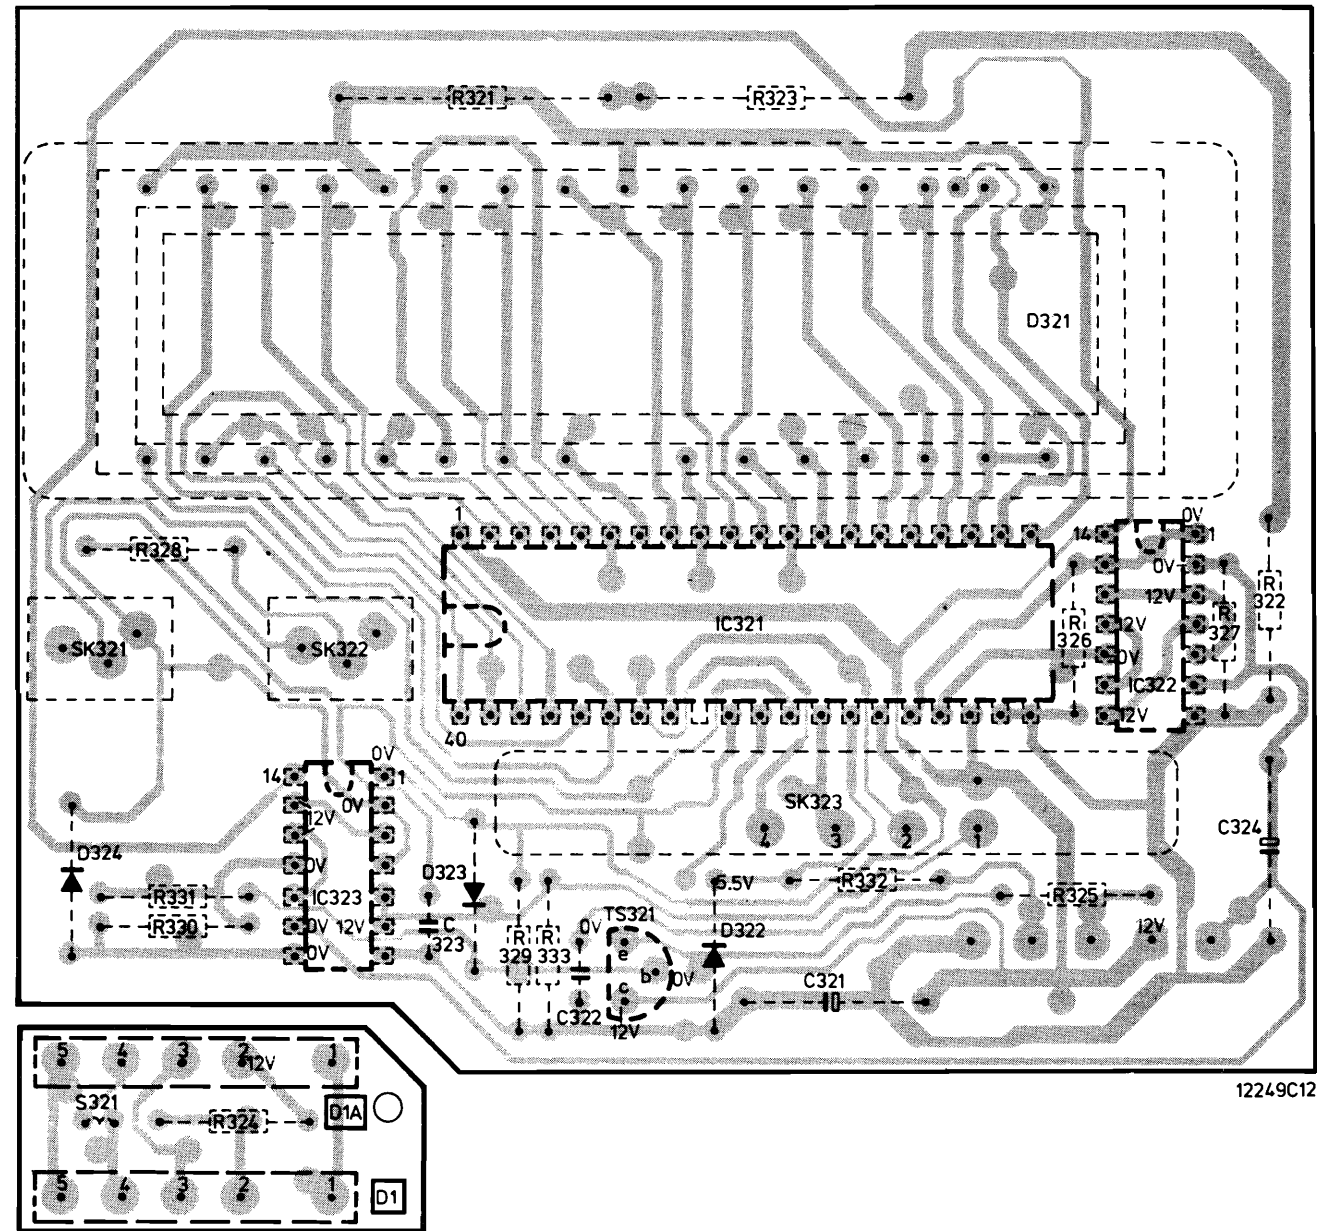 R321 R323
D321
1
14 0V 1
R328
0V
12V
R 322
SK321 SK322 IC321
R 326
12V
R 327
0V
IC322
12V
40
0V
14 1
0V
12V
SK323
4 3 2 1
C324
D324
0V
D323
5.5V
R332
R325
R331
IC323
C 323
R330
0V 12V
0V
R 329
R 333
0V
TS321
D322
12V
e
b
0V
c
C321
C322
12V
5 4 3 2 12V 1
S321
R324
D1A
5 4 3 2 1
D1
12249C12